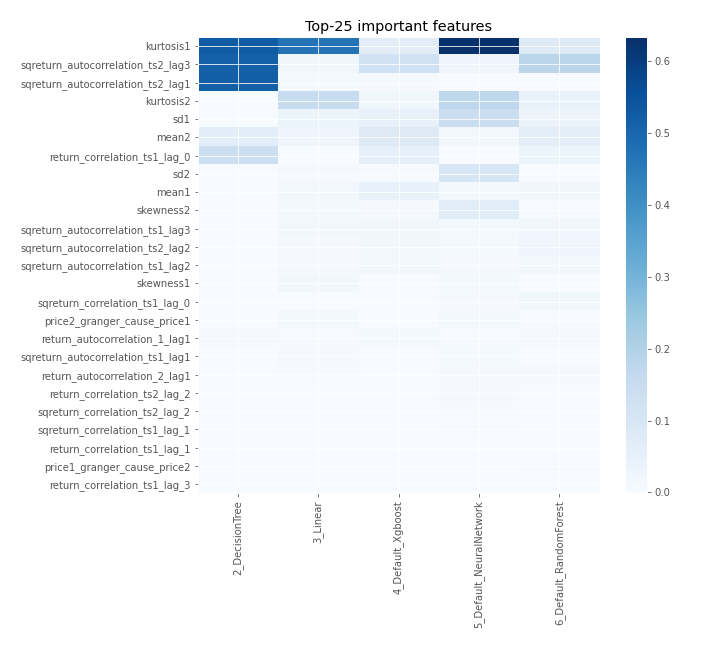 Top-25 important features
kurtosis1
sqreturn_autocorrelation_ts2_lag3
sqreturn_autocorrelation_ts2_lag1
kurtosis2
sd1
mean2
return_correlation_ts1_lag_0
sd2
mean1
skewness2
sqreturn_autocorrelation_ts1_lag3
sqreturn_autocorrelation_ts2_lag2
sqreturn_autocorrelation_ts1_lag2
skewness1
sqreturn_correlation_ts1_lag_0
price2_granger_cause_price1
return_autocorrelation_1_lag1
sqreturn_autocorrelation_ts1_lag1
return_autocorrelation_2_lag1
return_correlation_ts2_lag_2
sqreturn_correlation_ts2_lag_2
sqreturn_correlation_ts1_lag_1
return_correlation_ts1_lag_1
price1_granger_cause_price2
return_correlation_ts1_lag_3
2_DecisionTree
3_Linear
4_Default_Xgboost
5_Default_NeuralNetwork
6_Default_RandomForest
0.6
0.5
0.4
0.3
0.2
0.1
0.0